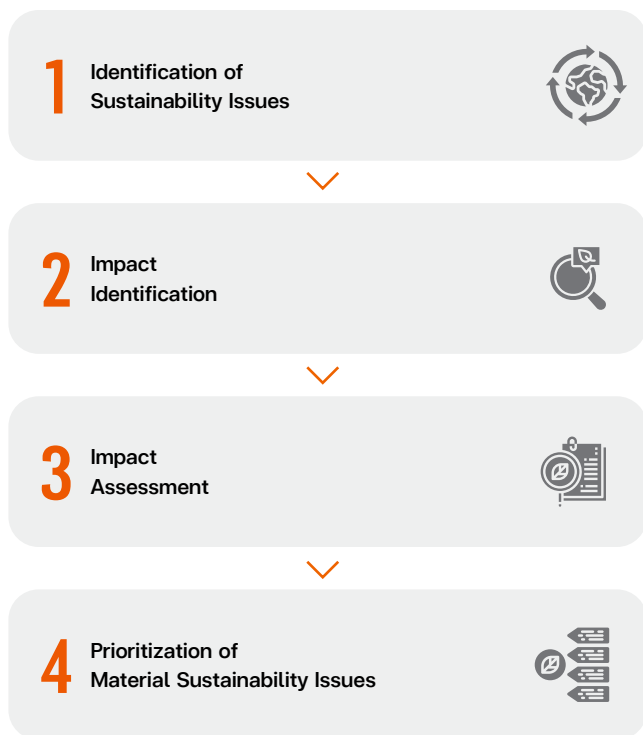 1
Identification of
Sustainability Issues
2
Impact
Identification
3
Impact
Assessment
4
Prioritization of
Material Sustainability Issues